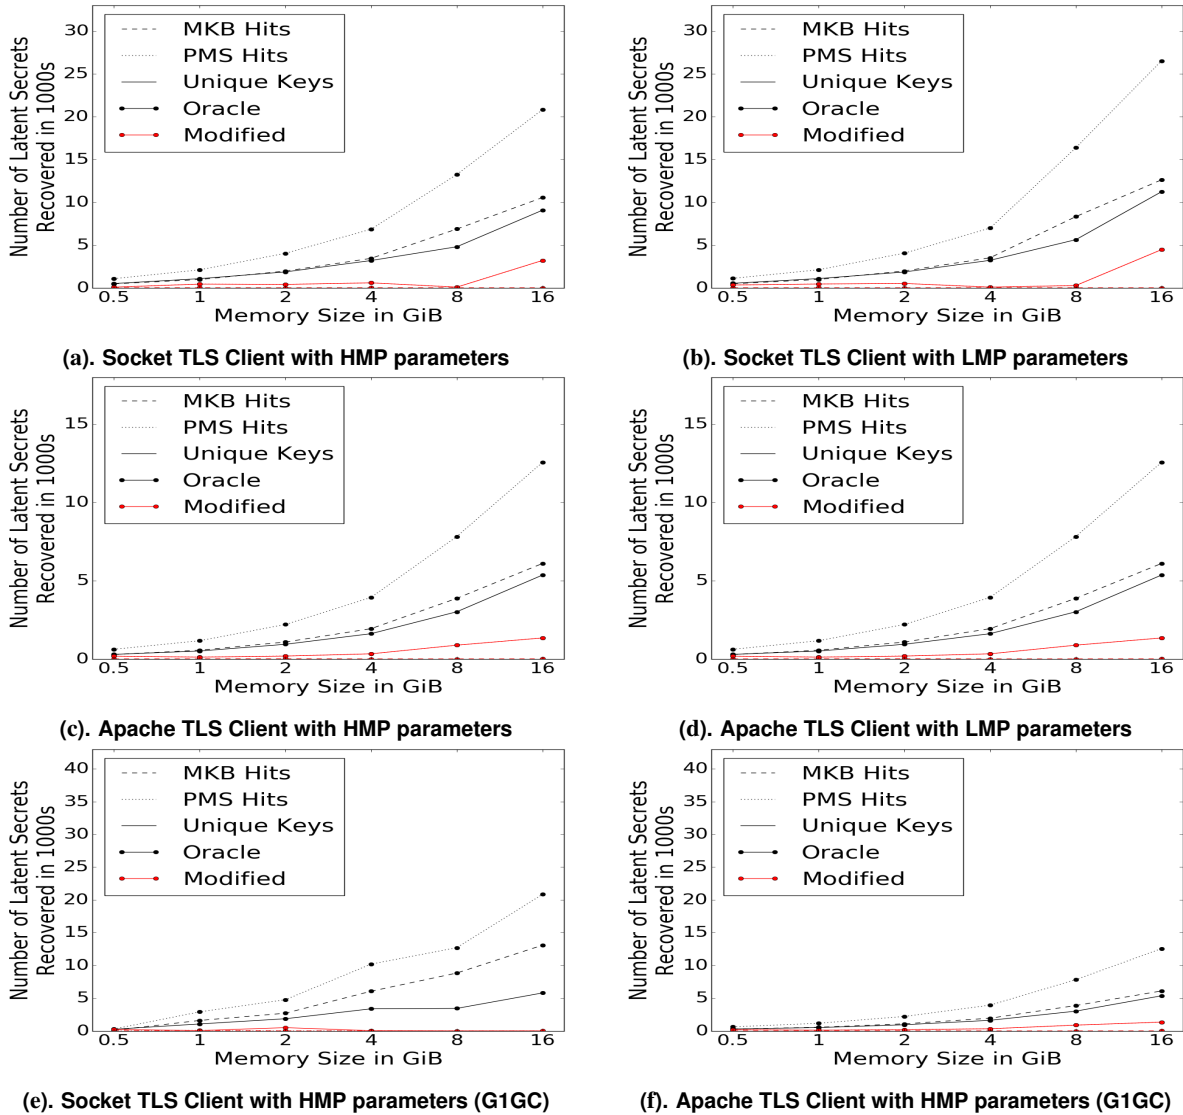 Number of Latent Secrets
Recovered in 1000s
30
25
20
15
10
5
0
MKB Hits
PMS Hits
Unique Keys
Oracle
Modified
0.5 1 2 4 8 16
Memory Size in GiB
(a). Socket TLS Client with HMP parameters
Number of Latent Secrets
Recovered in 1000s
30
25
20
15
10
5
0
MKB Hits
PMS Hits
Unique Keys
Oracle
Modified
0.5 1 2 4 8 16
Memory Size in GiB
(b). Socket TLS Client with LMP parameters
Number of Latent Secrets
Recovered in 1000s
15
10
5
0
MKB Hits
PMS Hits
Unique Keys
Oracle
Modified
0.5 1 2 4 8 16
Memory Size in GiB
(c). Apache TLS Client with HMP parameters
Number of Latent Secrets
Recovered in 1000s
15
10
5
0
MKB Hits
PMS Hits
Unique Keys
Oracle
Modified
0.5 1 2 4 8 16
Memory Size in GiB
(d). Apache TLS Client with LMP parameters
Number of Latent Secrets
Recovered in 1000s
40
35
30
25
20
15
10
5
0
MKB Hits
PMS Hits
Unique Keys
Oracle
Modified
0.5 1 2 4 8 16
Memory Size in GiB
(e). Socket TLS Client with HMP parameters (G1GC)
Number of Latent Secrets
Recovered in 1000s
40
35
30
25
20
15
10
5
0
MKB Hits
PMS Hits
Unique Keys
Oracle
Modified
0.5 1 2 4 8 16
Memory Size in GiB
(f). Apache TLS Client with HMP parameters (G1GC)